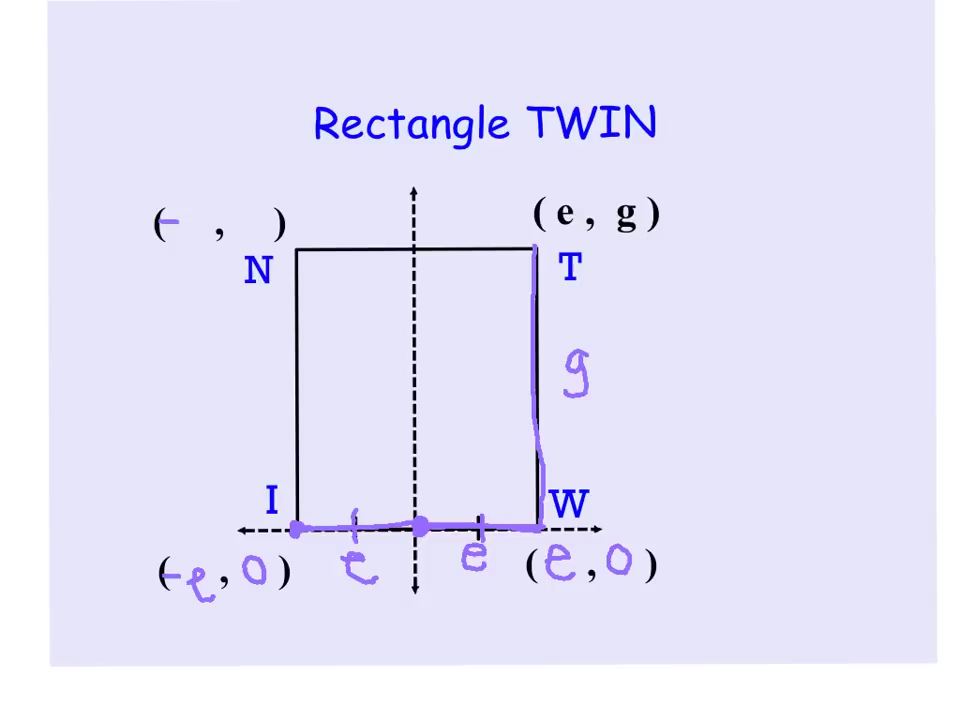 Rectangle TWIN
(- , ) (e, g)
N T
g
I W
(-e, 0) e e (e, 0)